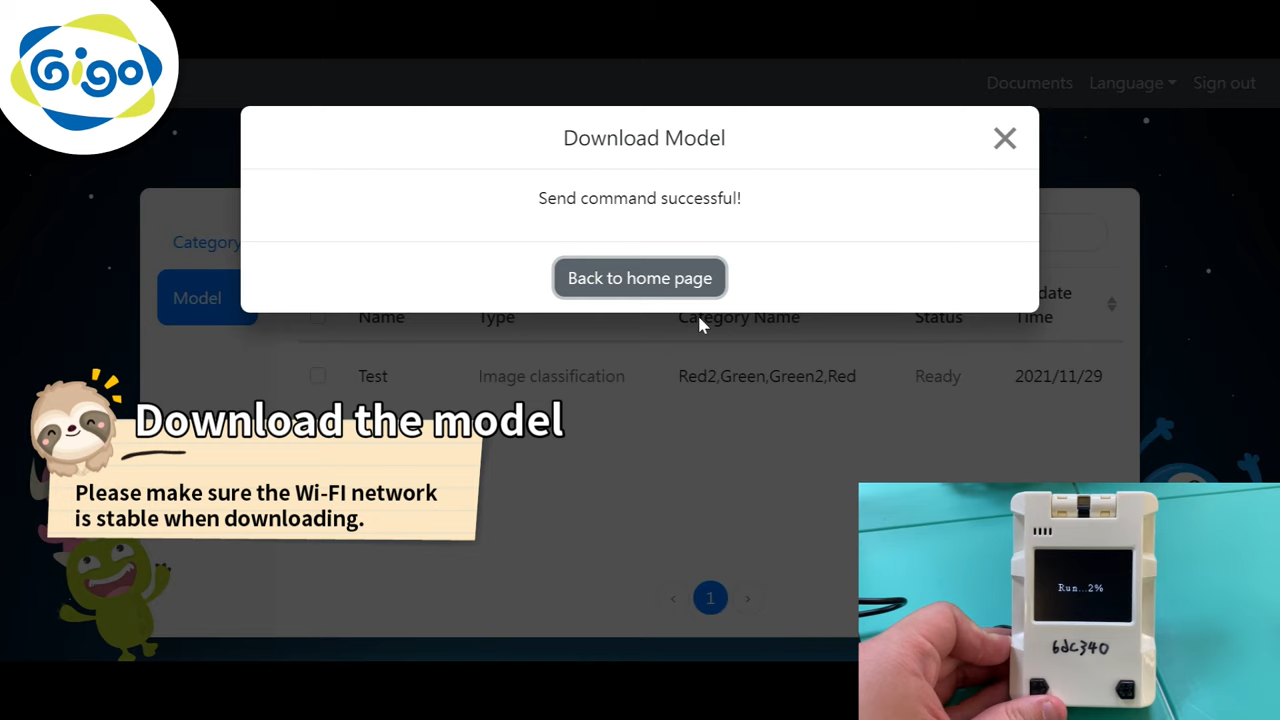 Gigo
Documents Language Sign out
Download Model
Send command successful!
Back to home page
Category
Model
Name Type Category Name Status date
Time
Test Image classification Red2,Green,Green2,Red Ready 2021/11/29
Download the model
Please make sure the Wi-FI network
is stable when downloading.
1
Run...2%
6dc340